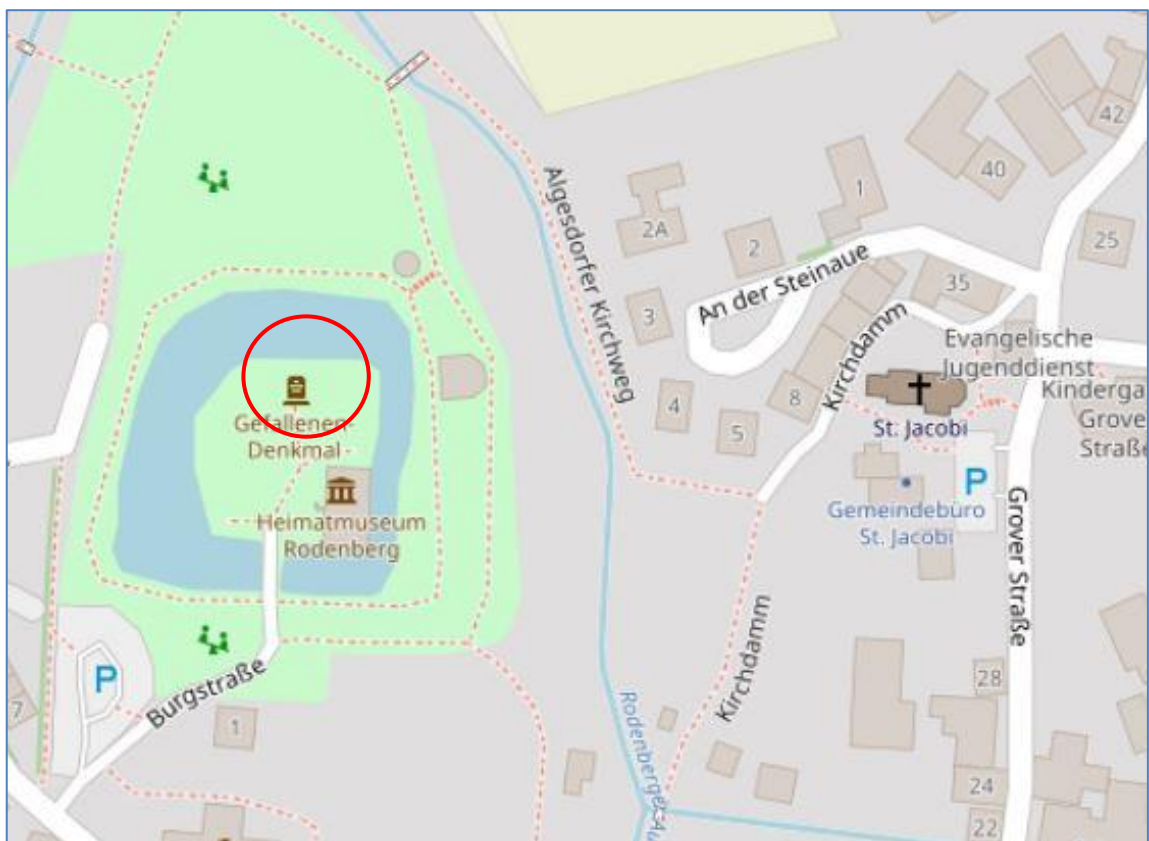 42
40
1
2A
2
25
Algesdorfer Kirchweg
An der Steinaue
35
3
Kirchdamm
Evangelische
Jugenddienst
Kinderga
Grove
Straße
8
4
5
St. Jacobi
P
Gefallenen-
Denkmal
Heimatmuseum
Rodenberg
Gemeindebüro
St. Jacobi
Grover Straße
Kirchdamm
P
Burgstraße
7
1
28
Rodenberger
24
22